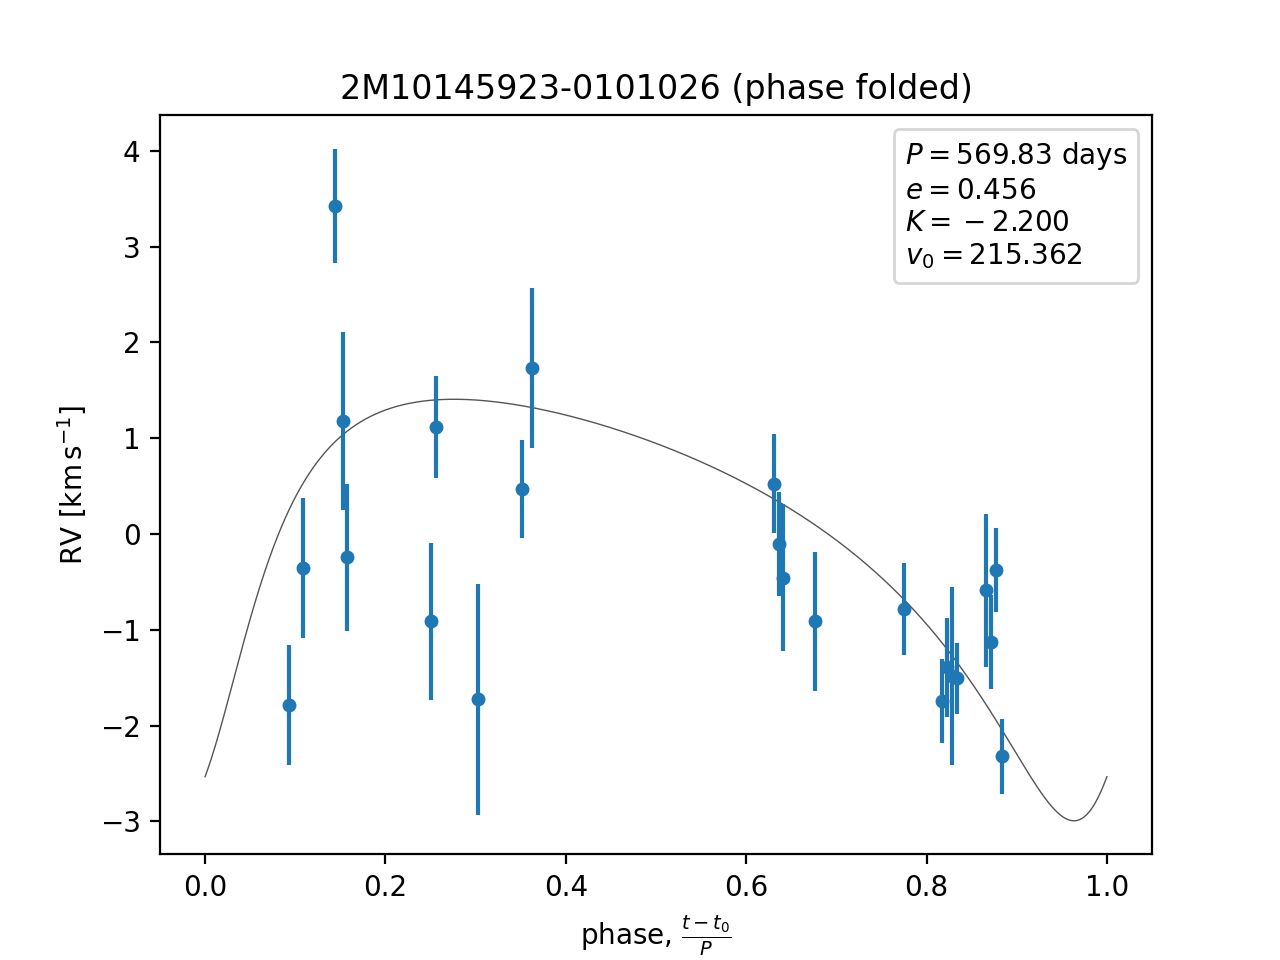 2M10145923-0101026 (phase folded)
P = 569.83 days
e = 0.456
K = −2.200
v₀ = 215.362
RV [km s⁻¹]
4
3
2
1
0
−1
−2
−3
0.0 0.2 0.4 0.6 0.8 1.0
phase, (t − t₀)/P